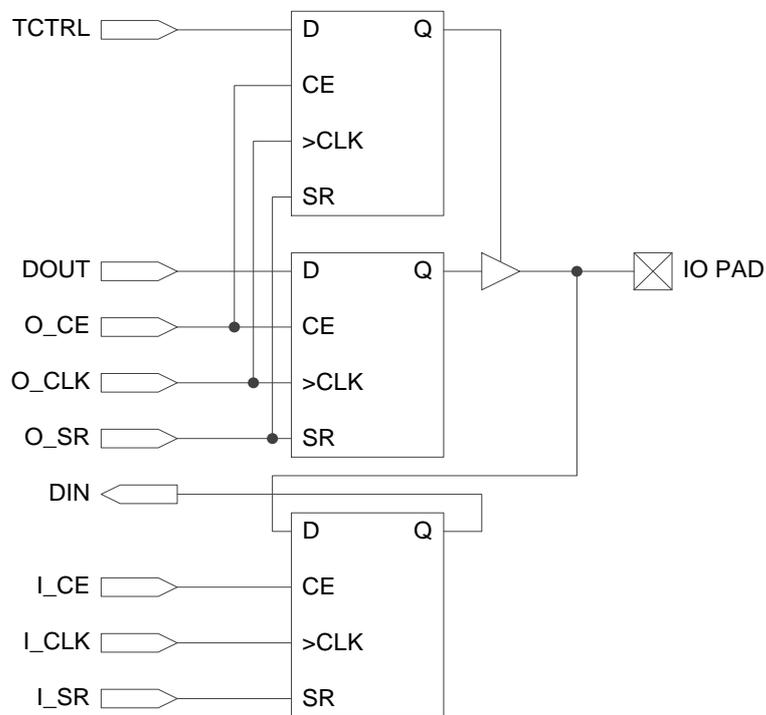 TCTRL
D
Q
CE
>CLK
SR
DOUT
D
Q
IO PAD
O_CE
CE
O_CLK
>CLK
O_SR
SR
DIN
D
Q
I_CE
CE
I_CLK
>CLK
I_SR
SR